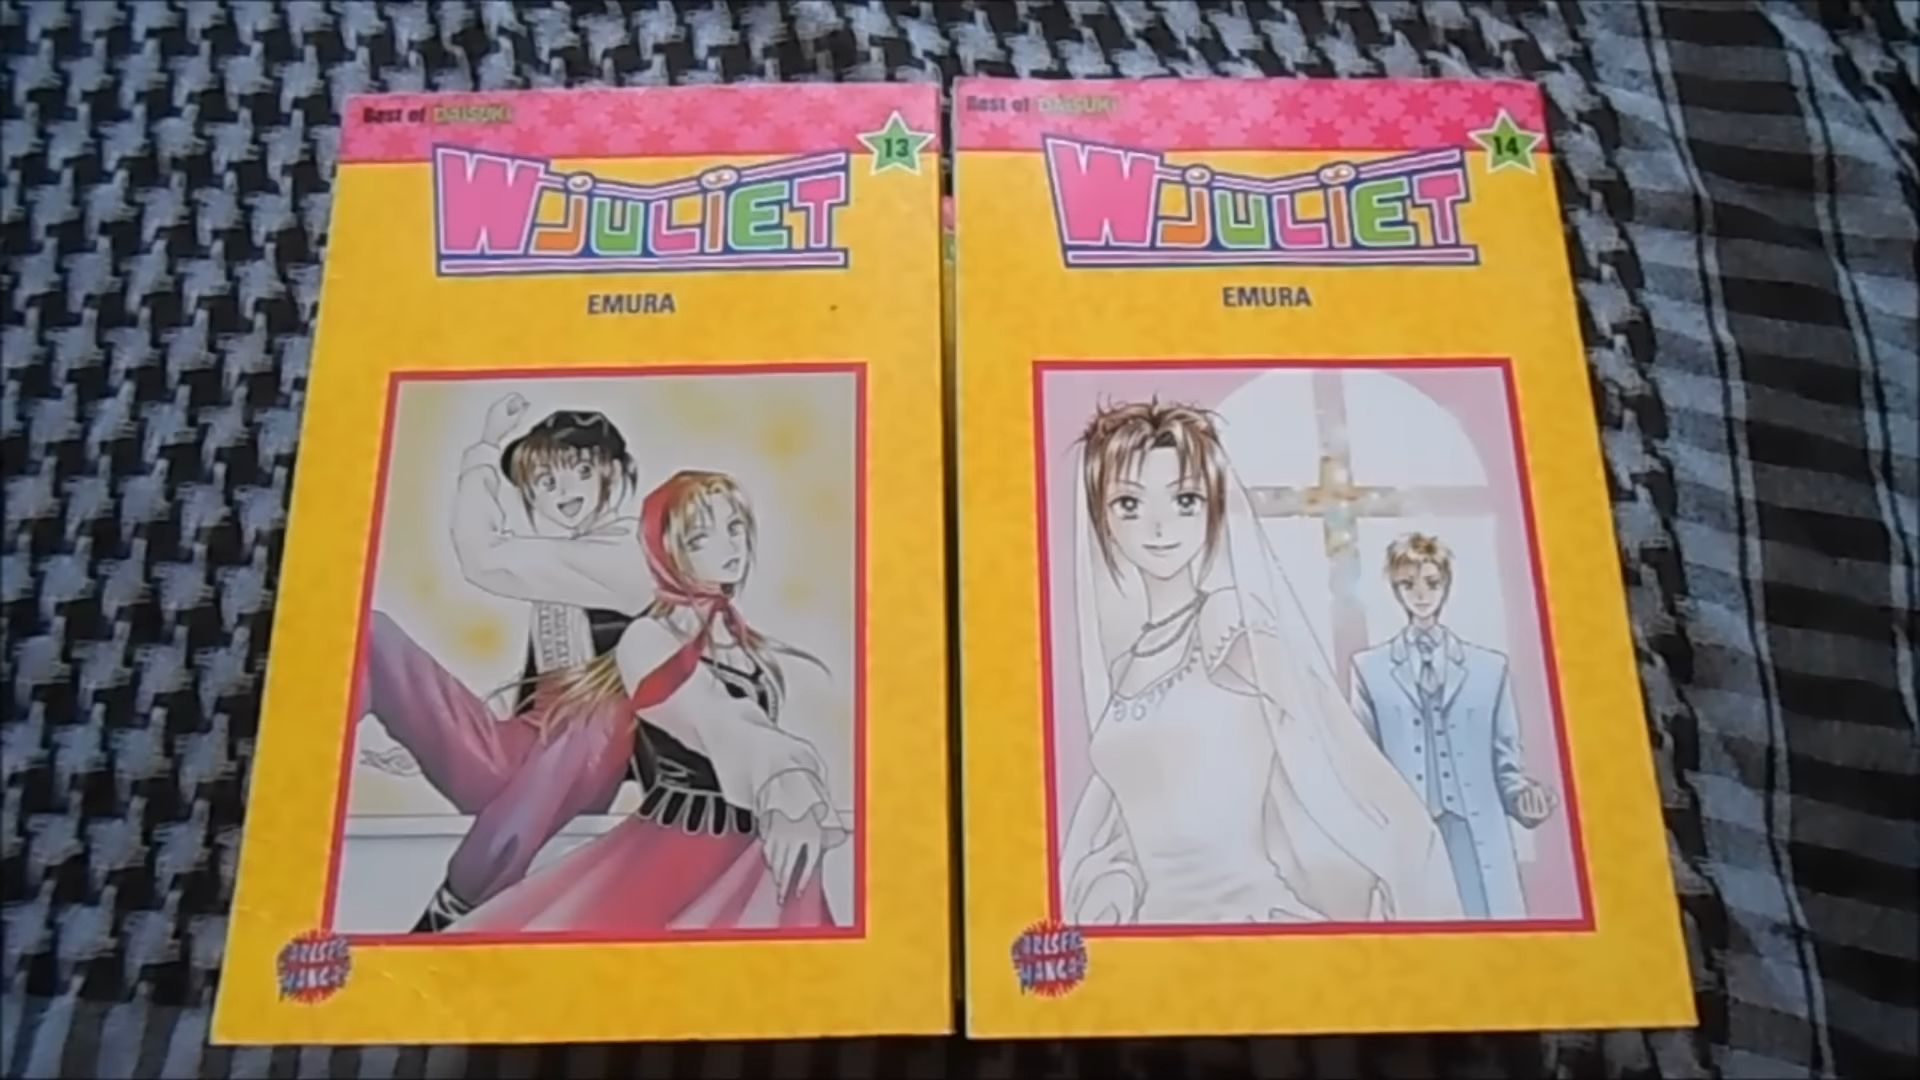 Best of DAISUKI
13
W JULIET
EMURA
CARLSEN
MANGA!
Best of DAISUKI
14
W JULIET
EMURA
CARLSEN
MANGA!